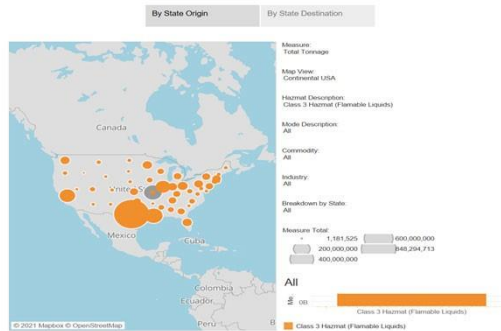 By State Origin
By State Destination
Measure:
Total Tonnage
Map View:
Continental USA
Hazmat Description:
Class 3 Hazmat (Flamable Liquids)
Mode Description:
All
Commodity:
All
Industry:
All
Breakdown by State:
All
Measure Total:
1,181,525
600,000,000
200,000,000
848,294,713
400,000,000
Canada
Mexico
Cuba
Colombia
Ecuador
Peru
All
0B
Class 3 Hazmat (Flamable Liquids)
Class 3 Hazmat (Flamable Liquids)
© 2021 Mapbox © OpenStreetMap